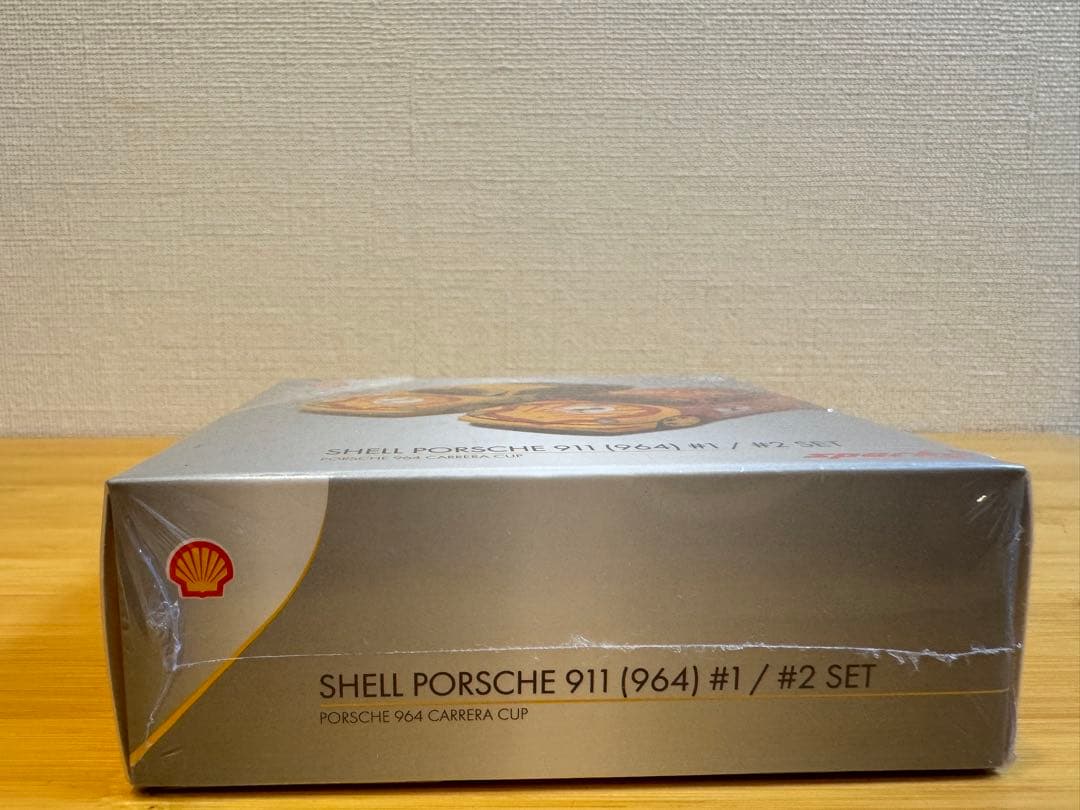 SHELL PORSCHE 911 (964) #1 / #2 SET
PORSCHE 964 CARRERA CUP
SHELL PORSCHE 911 (964) #1 / #2 SET
PORSCHE 964 CARRERA CUP